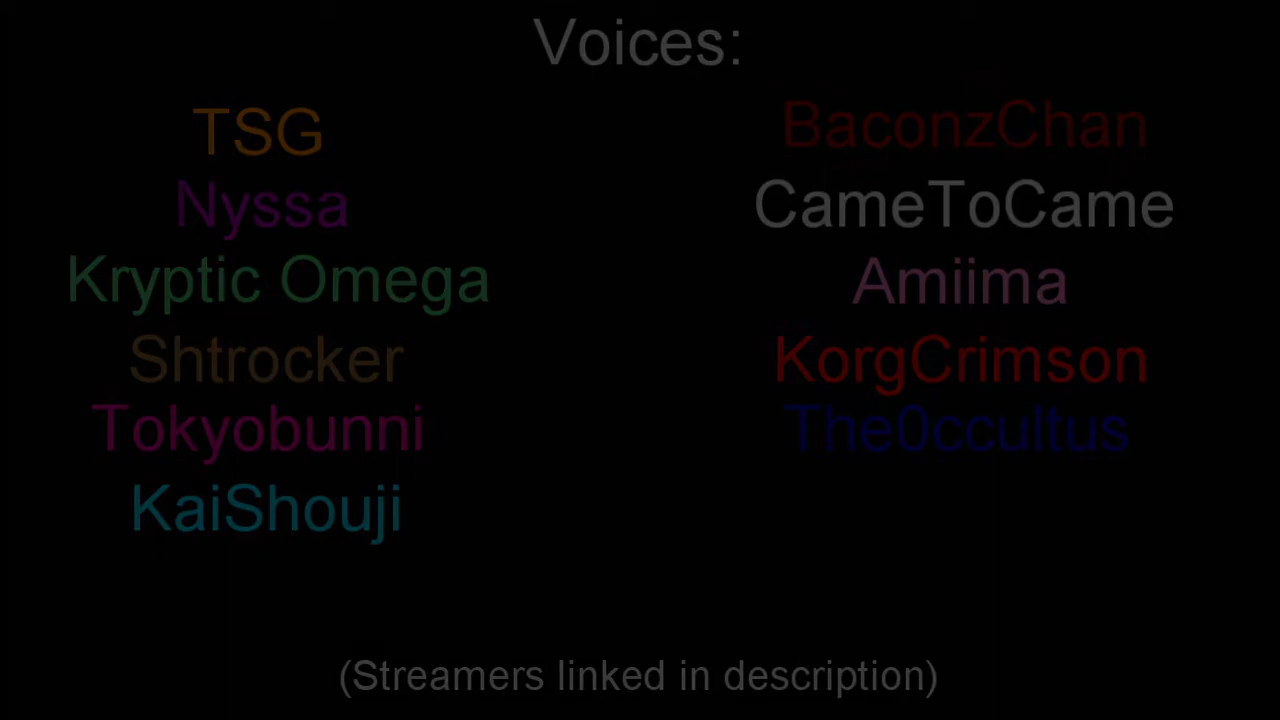 Voices:
TSG
Nyssa
Kryptic Omega
Shtrocker
Tokyobunni
KaiShouji
BaconzChan
CameToCame
Amiima
KorgCrimson
The0ccultus
(Streamers linked in description)